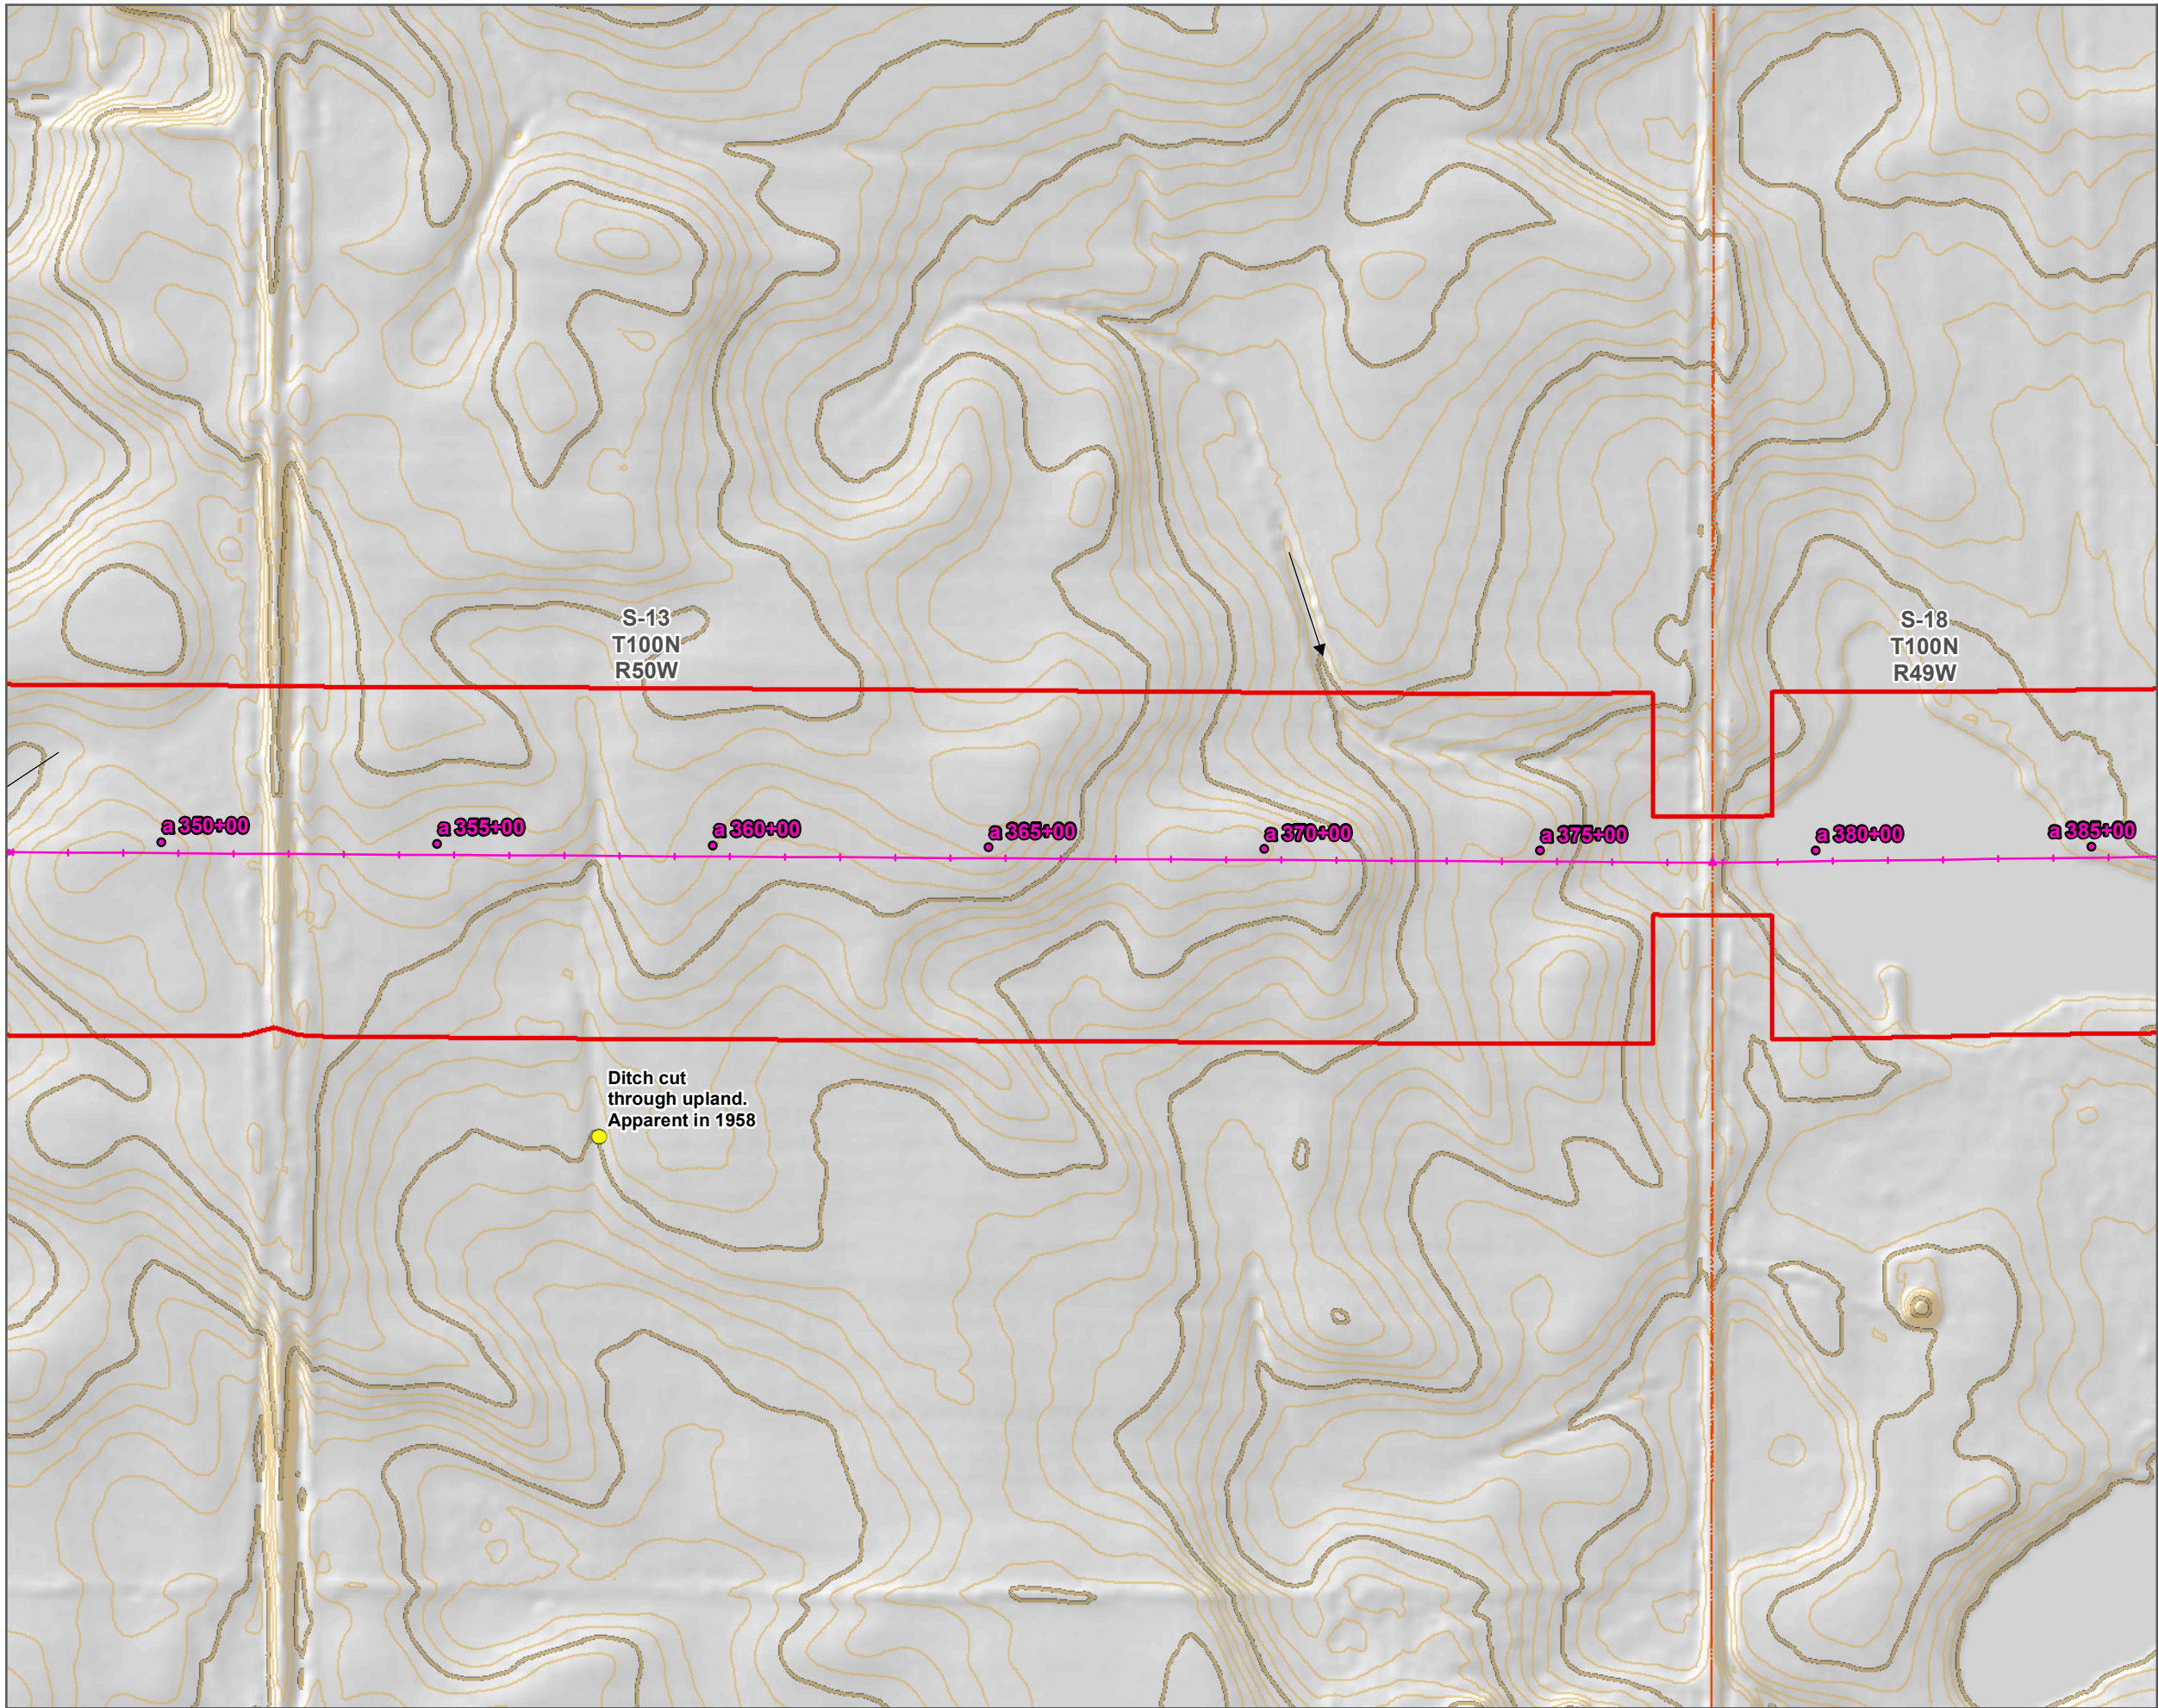 S-13
T100N
R50W
S-18
T100N
R49W
a 350+00
a 355+00
a 360+00
a 365+00
a 370+00
a 375+00
a 380+00
a 385+00
Ditch cut
through upland.
Apparent in 1958